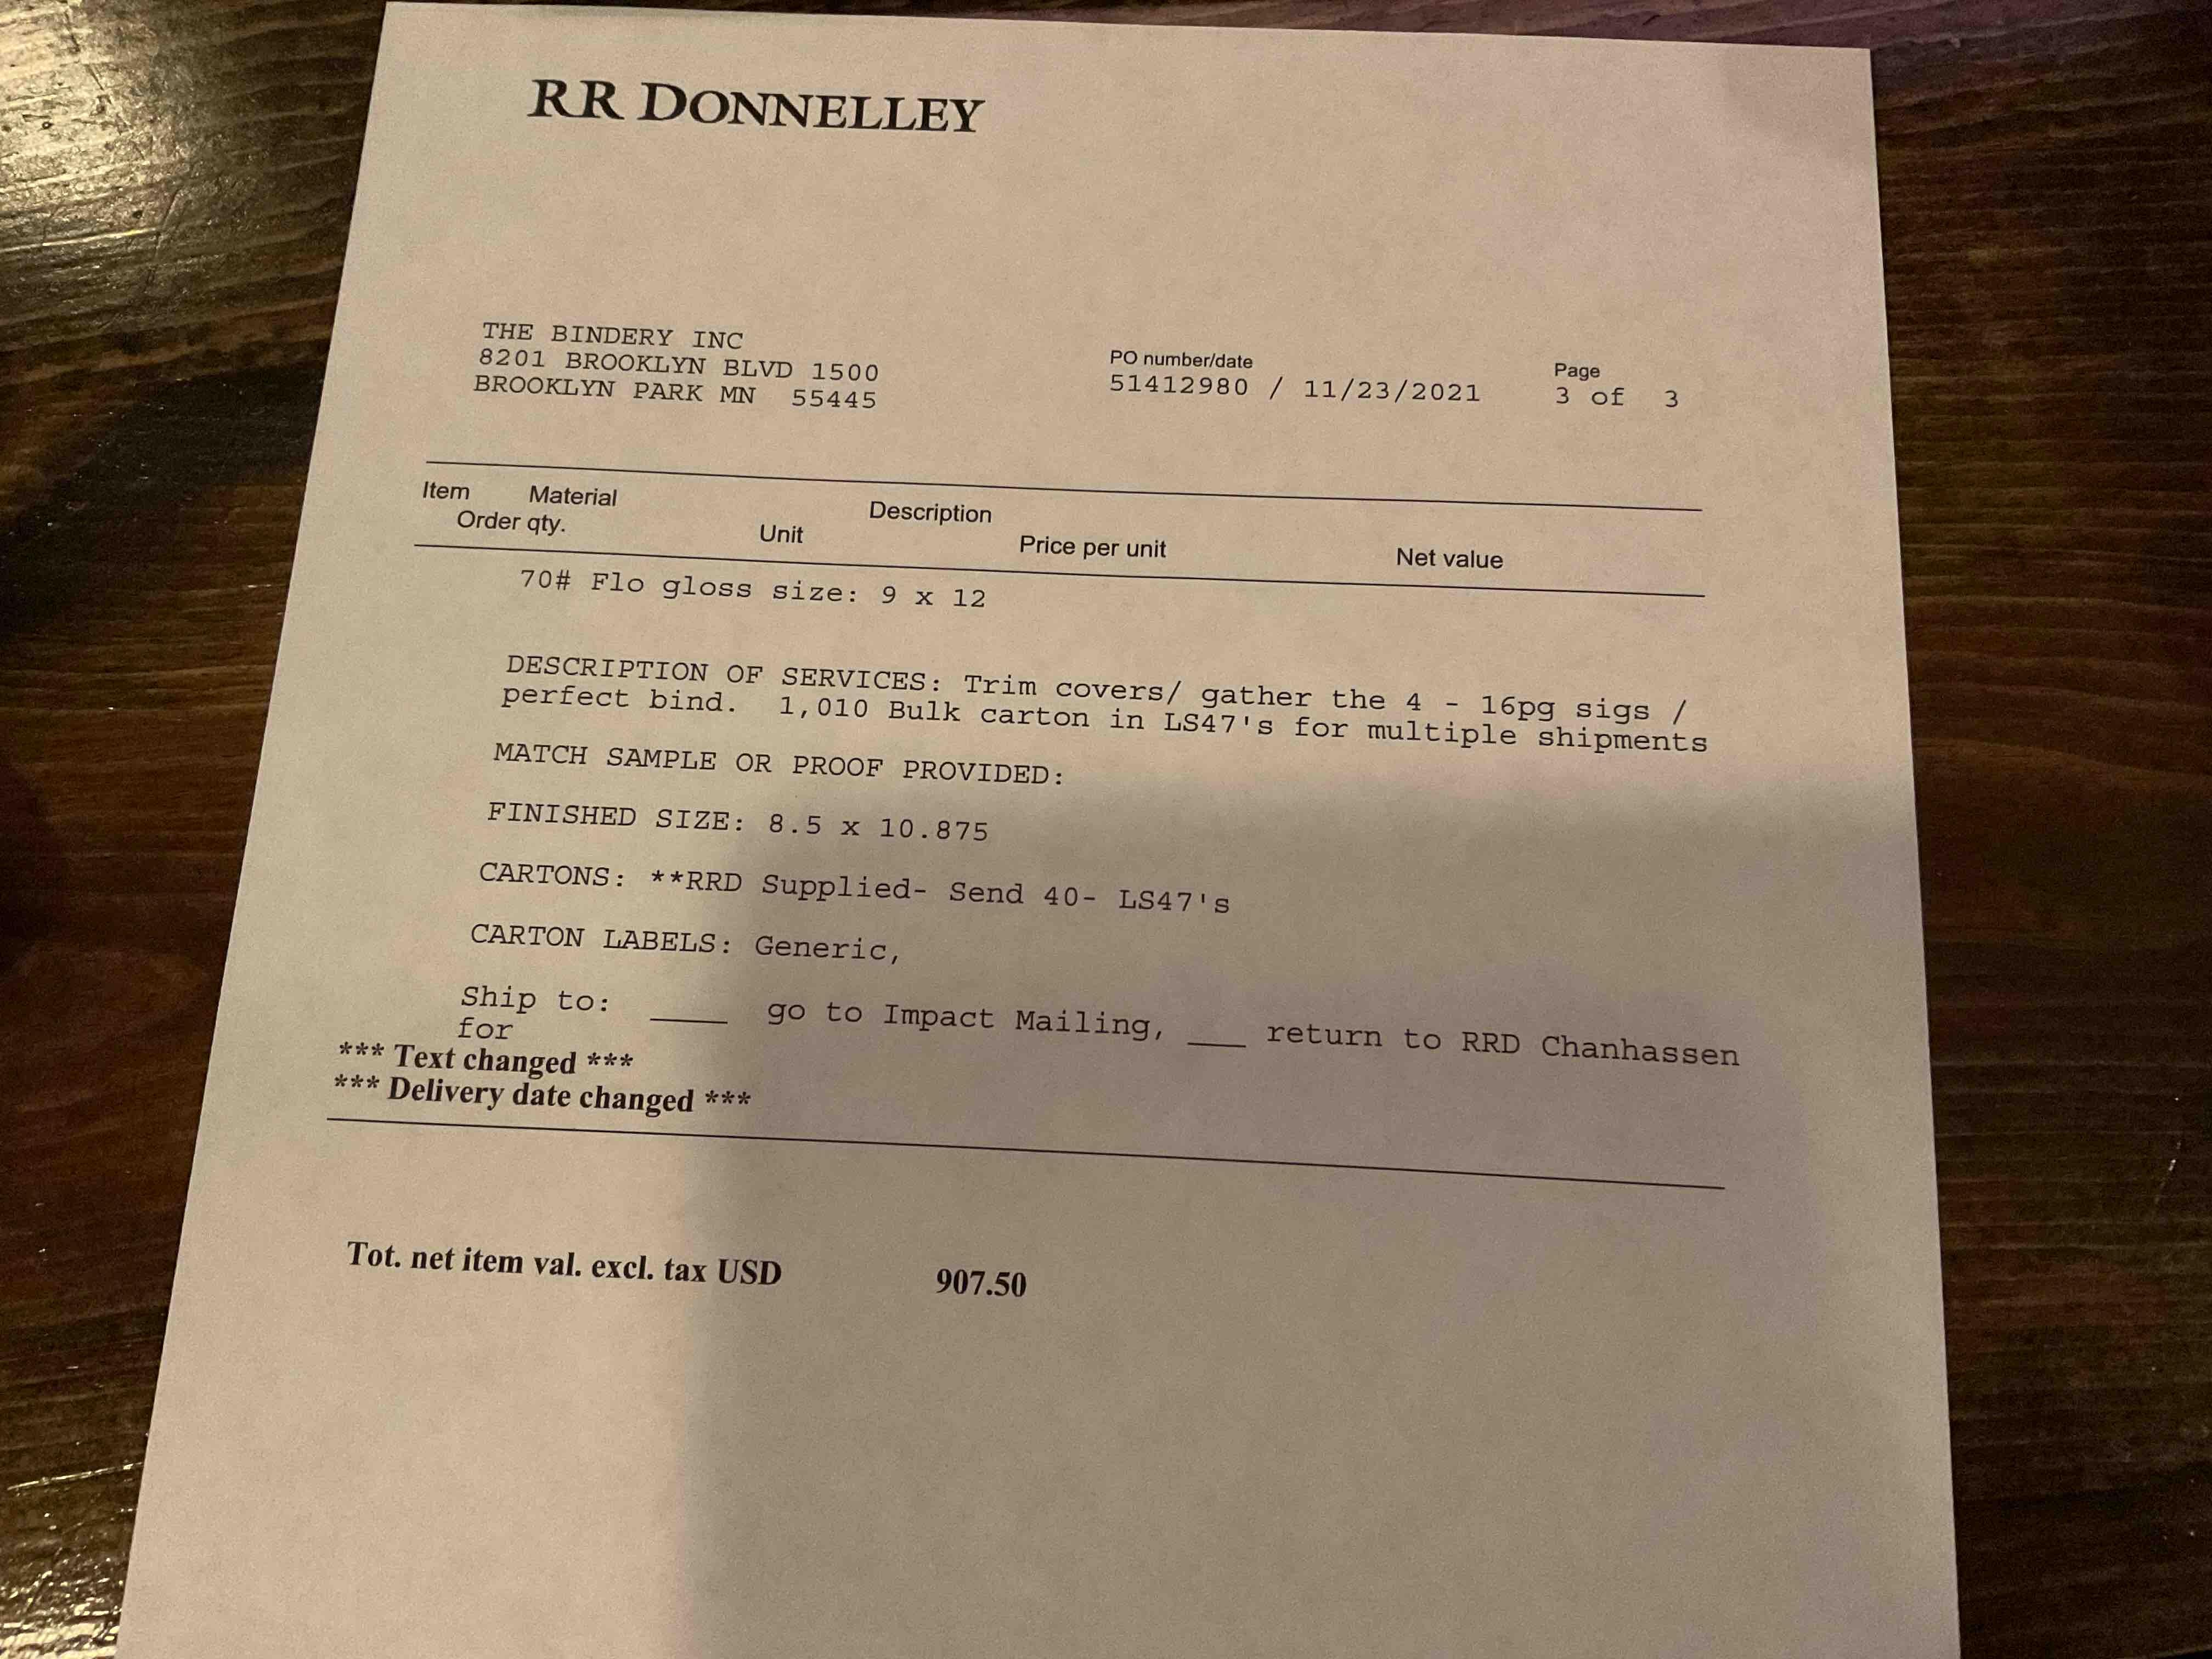 RR DONNELLEY
THE BINDERY INC
8201 BROOKLYN BLVD 1500
BROOKLYN PARK MN  55445
PO number/date
51412980 / 11/23/2021
Page
3 of  3
Item Material Description
Order qty. Unit Price per unit Net value
70# Flo gloss size: 9 x 12
DESCRIPTION OF SERVICES: Trim covers/ gather the 4 - 16pg sigs /
perfect bind.  1,010 Bulk carton in LS47's for multiple shipments
MATCH SAMPLE OR PROOF PROVIDED:
FINISHED SIZE: 8.5 x 10.875
CARTONS: **RRD Supplied- Send 40- LS47's
CARTON LABELS: Generic,
Ship to:  ____  go to Impact Mailing, ___ return to RRD Chanhassen
for
*** Text changed ***
*** Delivery date changed ***
Tot. net item val. excl. tax USD 907.50